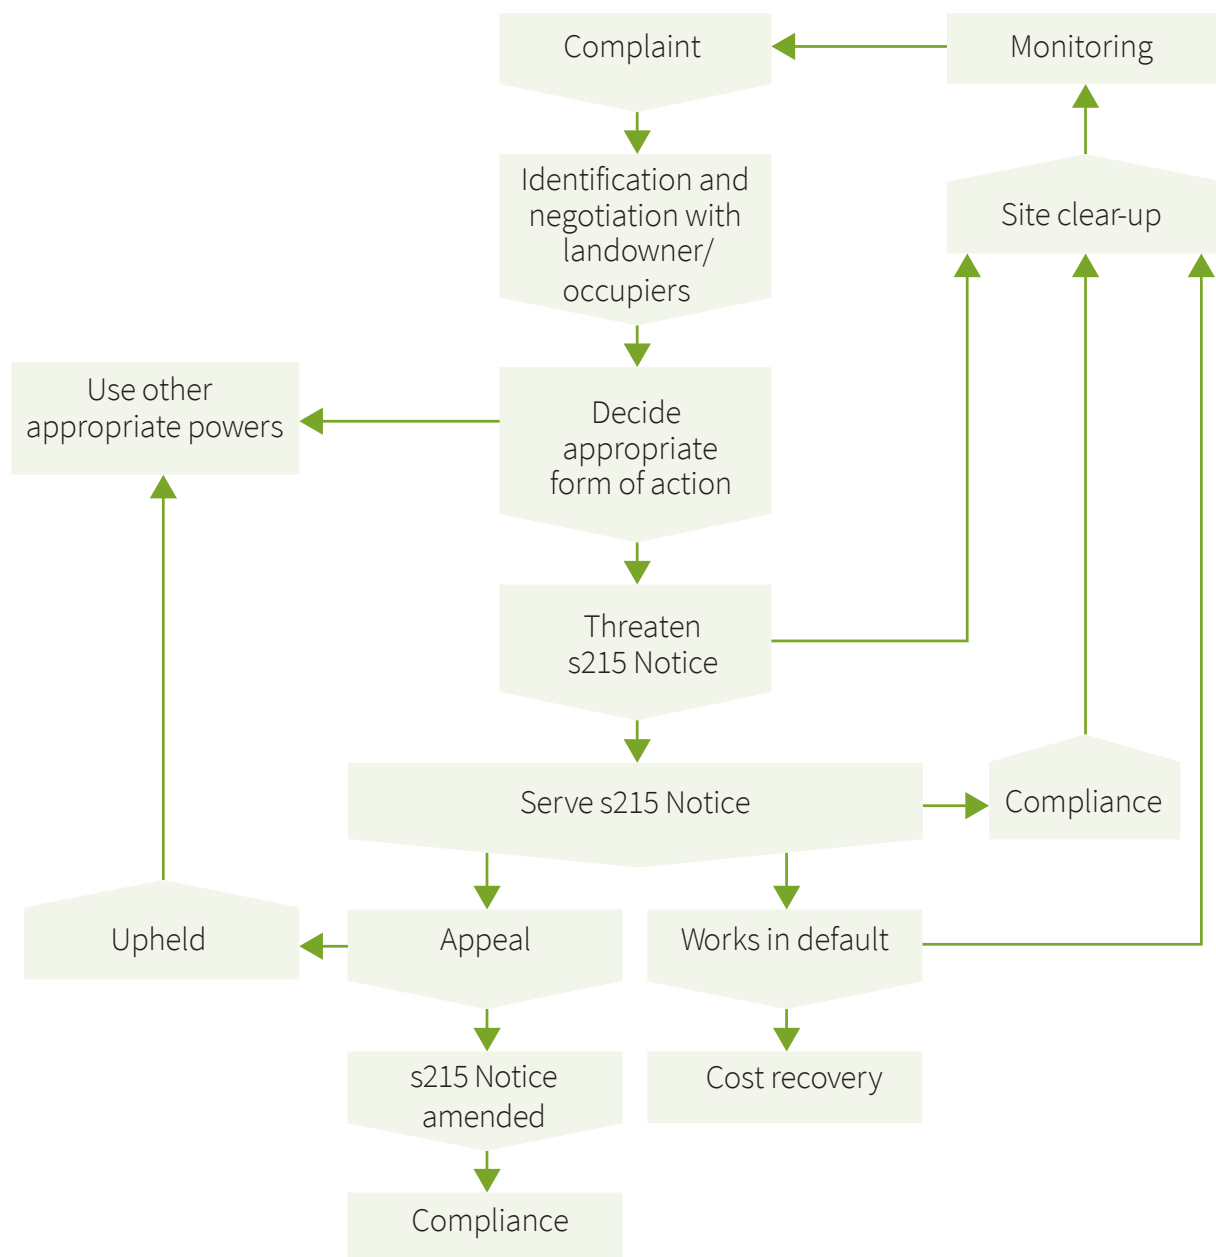 Complaint
Monitoring
Identification and
negotiation with
landowner/
occupiers
Site clear-up
Use other
appropriate powers
Decide
appropriate
form of action
Threaten
s215 Notice
Serve s215 Notice
Compliance
Upheld
Appeal
Works in default
s215 Notice
amended
Cost recovery
Compliance